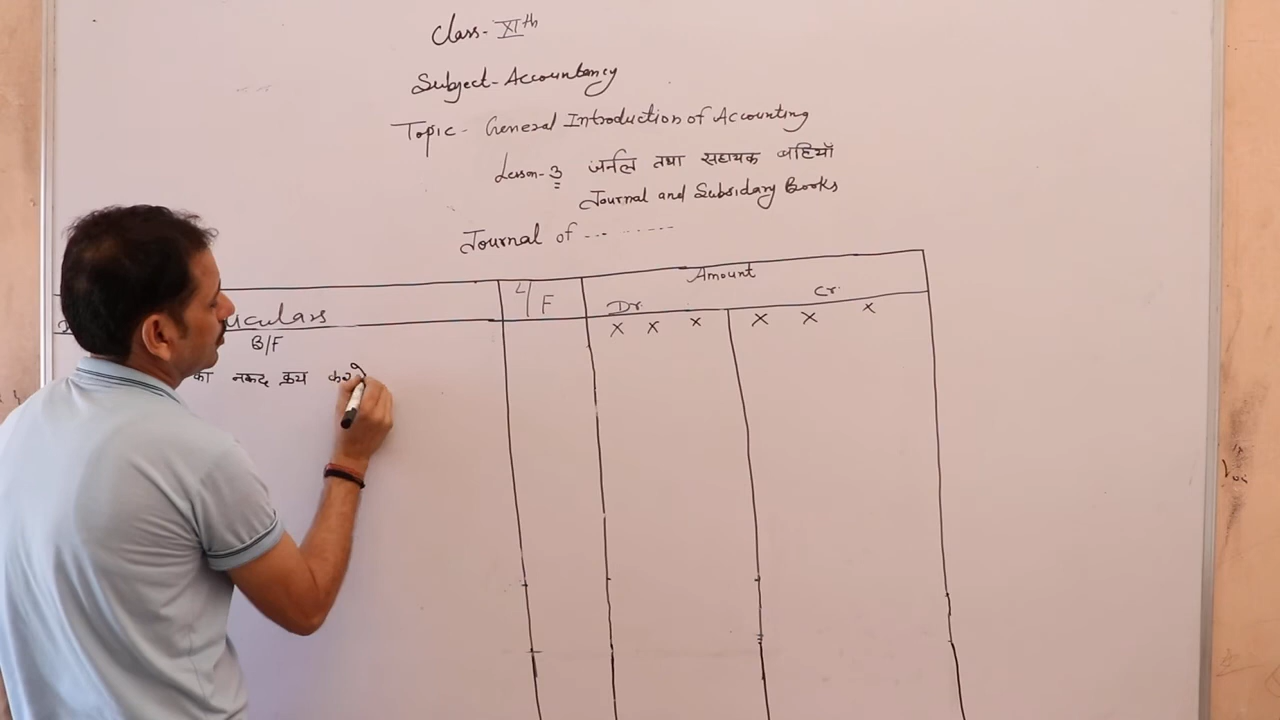 Class- XIth
Subject- Accountancy
Topic- General Introduction of Accounting
Lesson-3 जर्नल तथा सहायक बहियाँ
Journal and Subsidary Books
Journal of ... .......
iculars L/F Amount
Dr. Cr.
B/F x x x x x x
का नकद क्रय